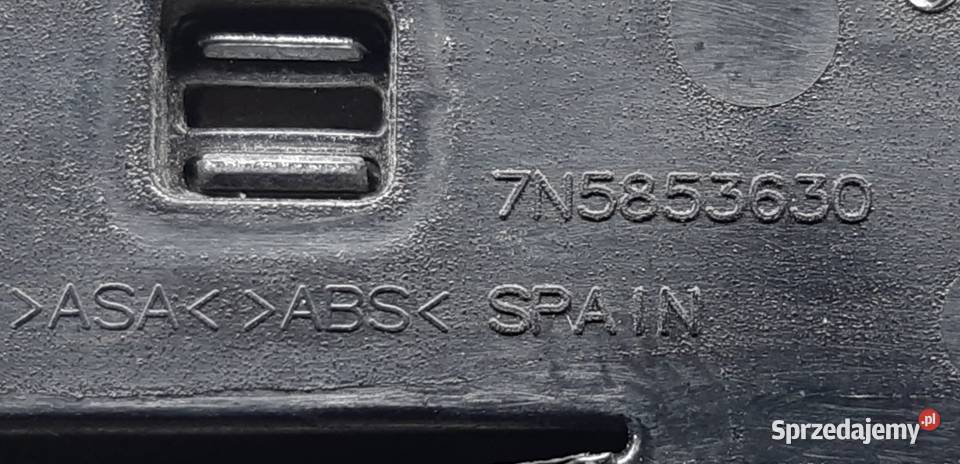 7N5853630
>ASA< >ABS< SPAIN
Sprzedajemy.pl